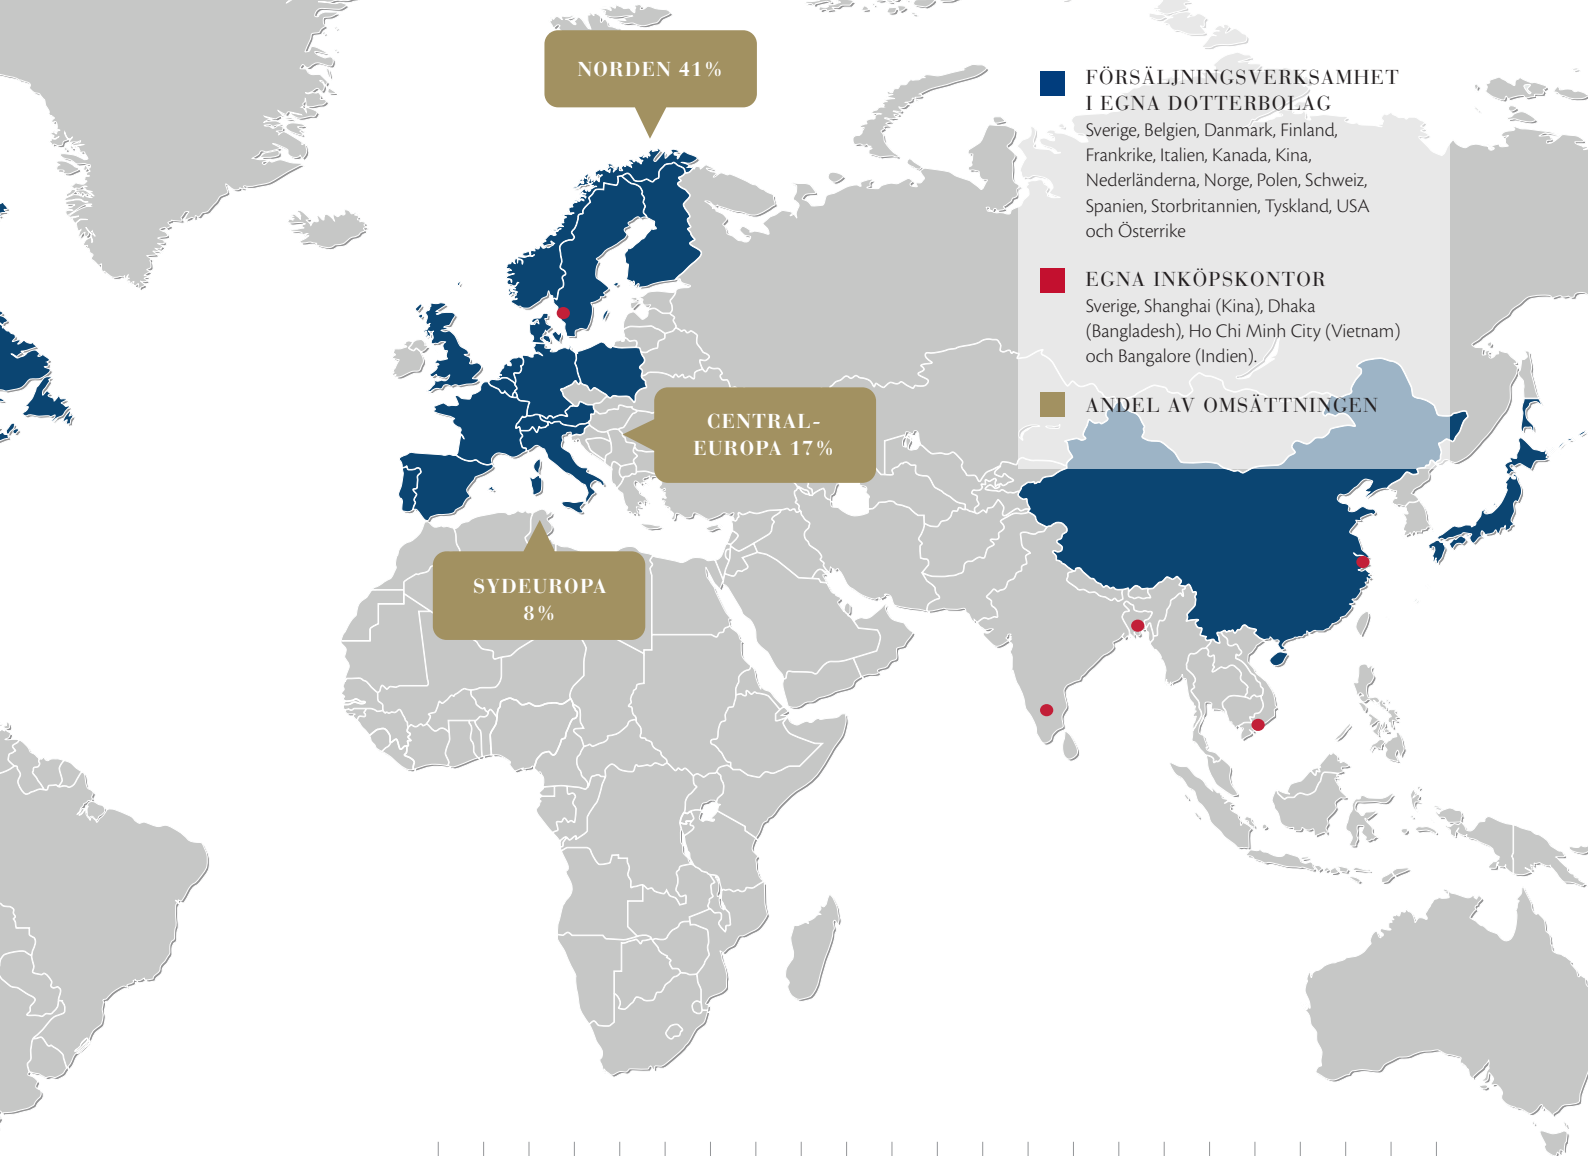 NORDEN 41%
FÖRSÄLJNINGSVERKSAMHET
I EGNA DOTTERBOLAG
Sverige, Belgien, Danmark, Finland,
Frankrike, Italien, Kanada, Kina,
Nederländerna, Norge, Polen, Schweiz,
Spanien, Storbritannien, Tyskland, USA
och Österrike
EGNA INKÖPSKONTOR
Sverige, Shanghai (Kina), Dhaka
(Bangladesh), Ho Chi Minh City (Vietnam)
och Bangalore (Indien).
ANDEL AV OMSÄTTNINGEN
CENTRAL-
EUROPA 17%
SYDEUROPA
8%